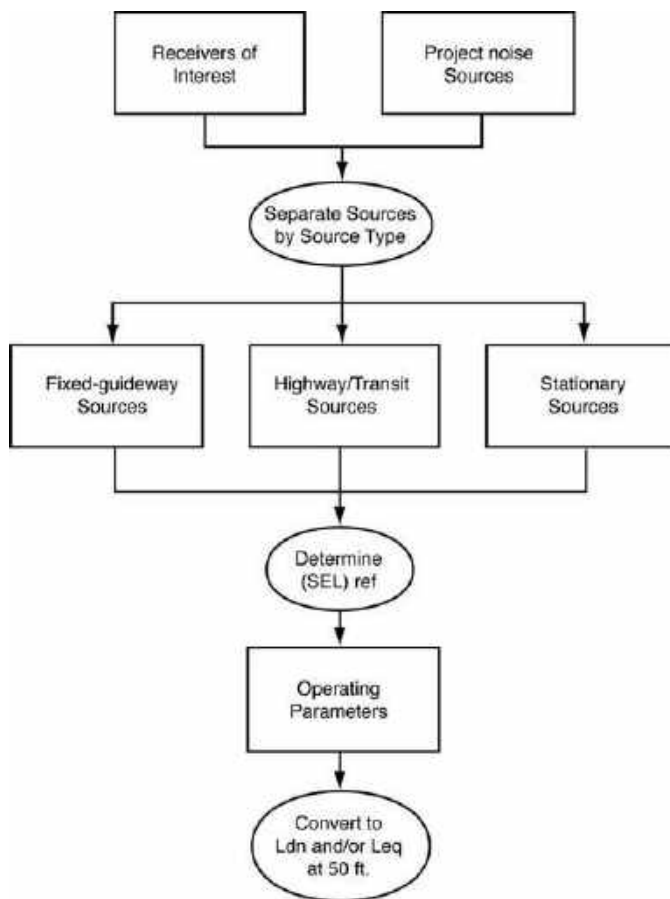 Receivers of
Interest
Project noise
Sources
Separate Sources
by Source Type
Fixed-guideway
Sources
Highway/Transit
Sources
Stationary
Sources
Determine
(SEL) ref
Operating
Parameters
Convert to
Ldn and/or Leq
at 50 ft.